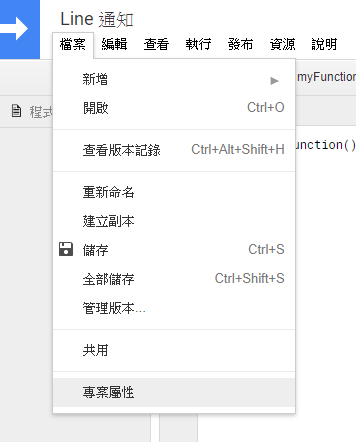 Line 通知
檔案 編輯 查看 執行 發布 資源 說明
新增
myFunction
開啟 Ctrl+O
程式
查看版本記錄 Ctrl+Alt+Shift+H
unction()
重新命名
建立副本
儲存 Ctrl+S
全部儲存 Ctrl+Shift+S
管理版本...
共用
專案屬性